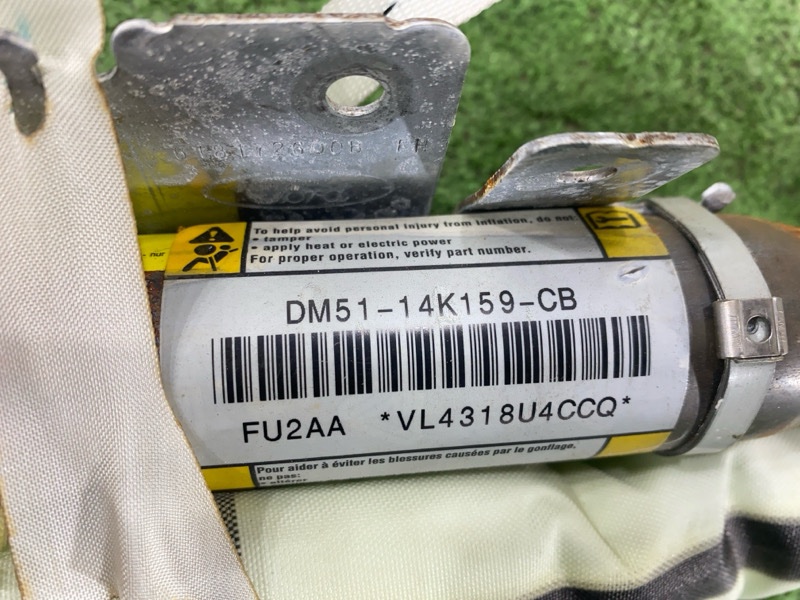 To help avoid personal injury from inflation, do not:
• tamper
• apply heat or electric power
For proper operation, verify part number.
DM51-14K159-CB
FU2AA *VL4318U4CCQ*
Pour aider à éviter les blessures causées par le gonflage,
ne pas:
• altérer